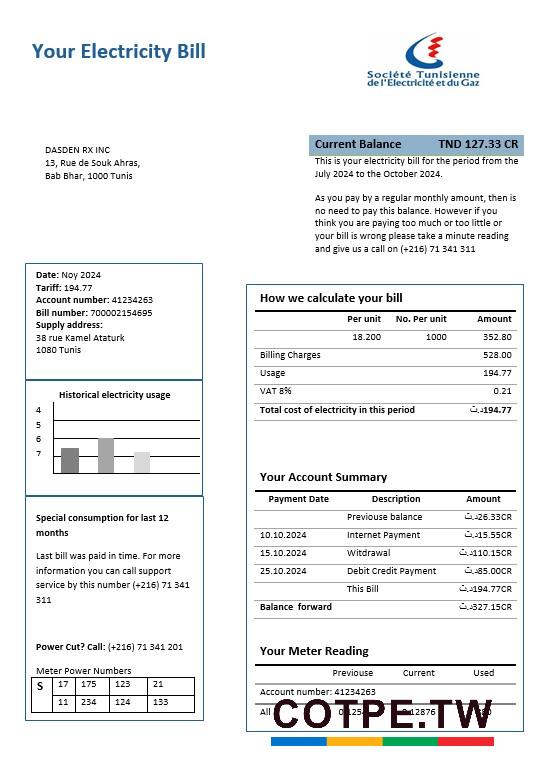 Your Electricity Bill
Société Tunisienne
de l'Electricité et du Gaz
DASDEN RX INC
13, Rue de Souk Ahras,
Bab Bhar, 1000 Tunis
Current Balance TND 127.33 CR
This is your electricity bill for the period from the
July 2024 to the October 2024.
As you pay by a regular monthly amount, then is
no need to pay this balance. However if you
think you are paying too much or too little or
your bill is wrong please take a minute reading
and give us a call on (+216) 71 341 311
Date: Noy 2024
Tariff: 194.77
Account number: 41234263
Bill number: 700002154695
Supply address:
38 rue Kamel Ataturk
1080 Tunis
Historical electricity usage
4
5
6
7
Special consumption for last 12
months
Last bill was paid in time. For more
information you can call support
service by this number (+216) 71 341
311
Power Cut? Call: (+216) 71 341 201
Meter Power Numbers
S 17 175 123 21
11 234 124 133
How we calculate your bill
Per unit No. Per unit Amount
18.200 1000 352.80
Billing Charges 528.00
Usage 194.77
VAT 8% 0.21
Total cost of electricity in this period د.ت194.77
Your Account Summary
Payment Date Description Amount
Previouse balance د.ت26.33CR
10.10.2024 Internet Payment د.ت15.55CR
15.10.2024 Witdrawal د.ت110.15CR
25.10.2024 Debit Credit Payment د.ت85.00CR
This Bill د.ت194.77CR
Balance forward د.ت327.15CR
Your Meter Reading
Previouse Current Used
Account number: 41234263
All
COTPE.TW